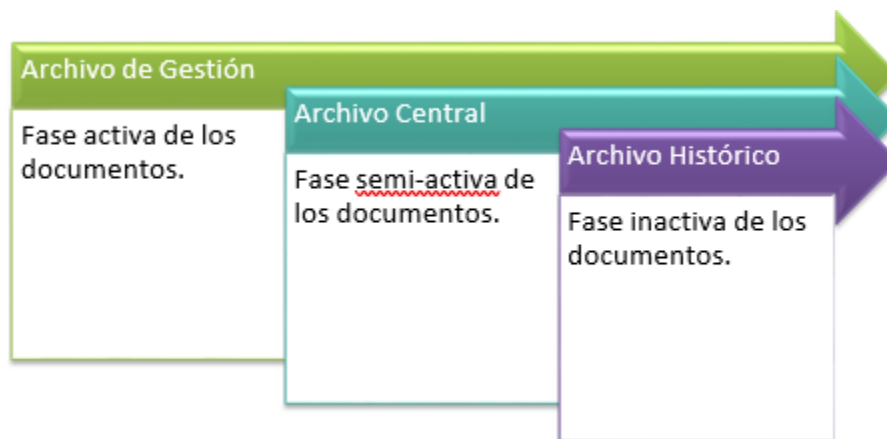 Archivo de Gestión
Fase activa de los
documentos.
Archivo Central
Fase semi-activa de
los documentos.
Archivo Histórico
Fase inactiva de los
documentos.